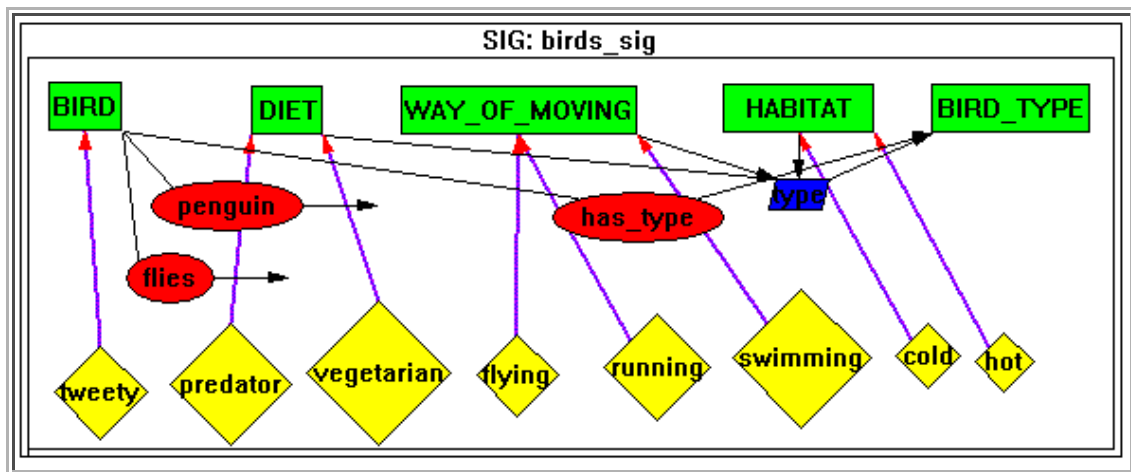 SIG: birds_sig
BIRD
DIET
WAY_OF_MOVING
HABITAT
BIRD_TYPE
penguin
has_type
type
flies
tweety
predator
vegetarian
flying
running
swimming
cold
hot